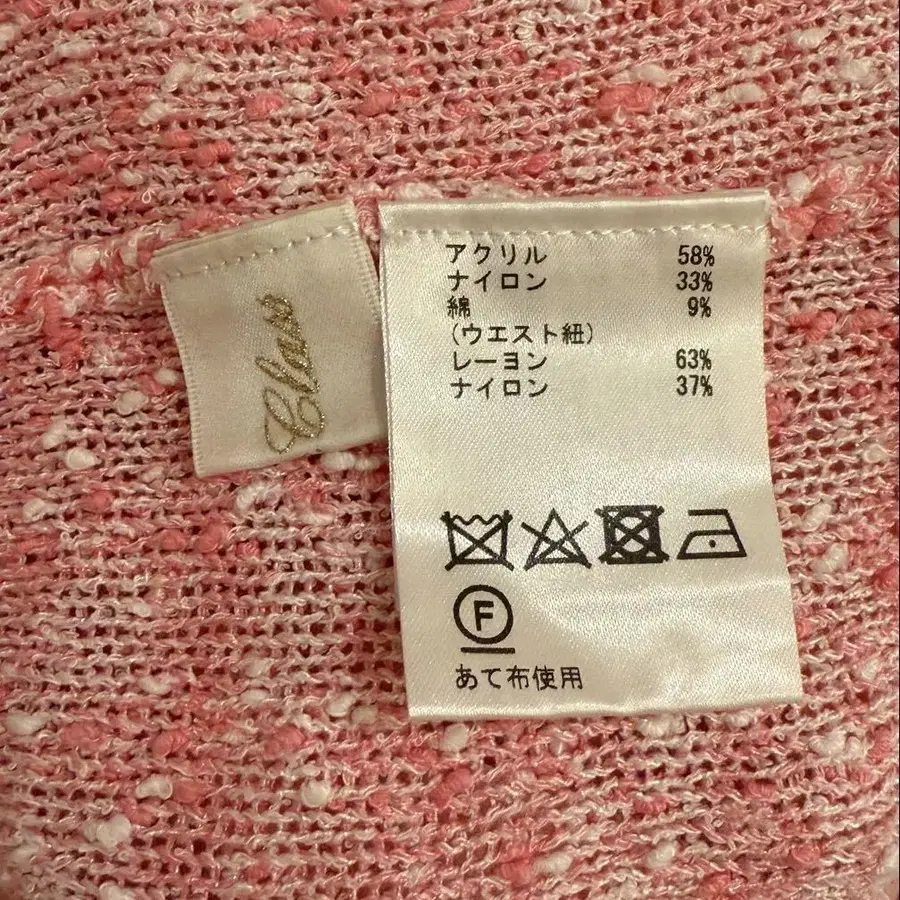 Class
アクリル 58%
ナイロン 33%
綿 9%
(ウエスト紐)
レーヨン 63%
ナイロン 37%
F
あて布使用